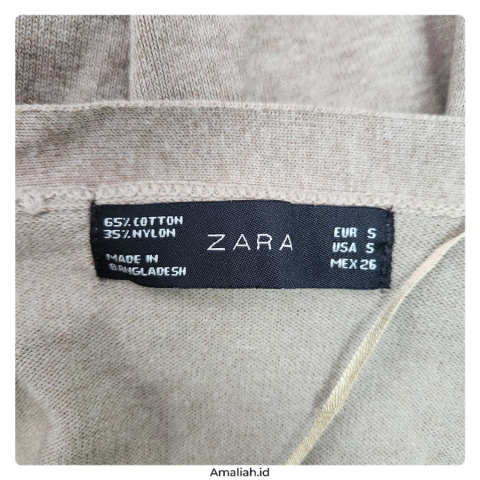 65% COTTON
35% NYLON
MADE IN
BANGLADESH
ZARA
EUR S
USA S
MEX 26
Amaliah.id